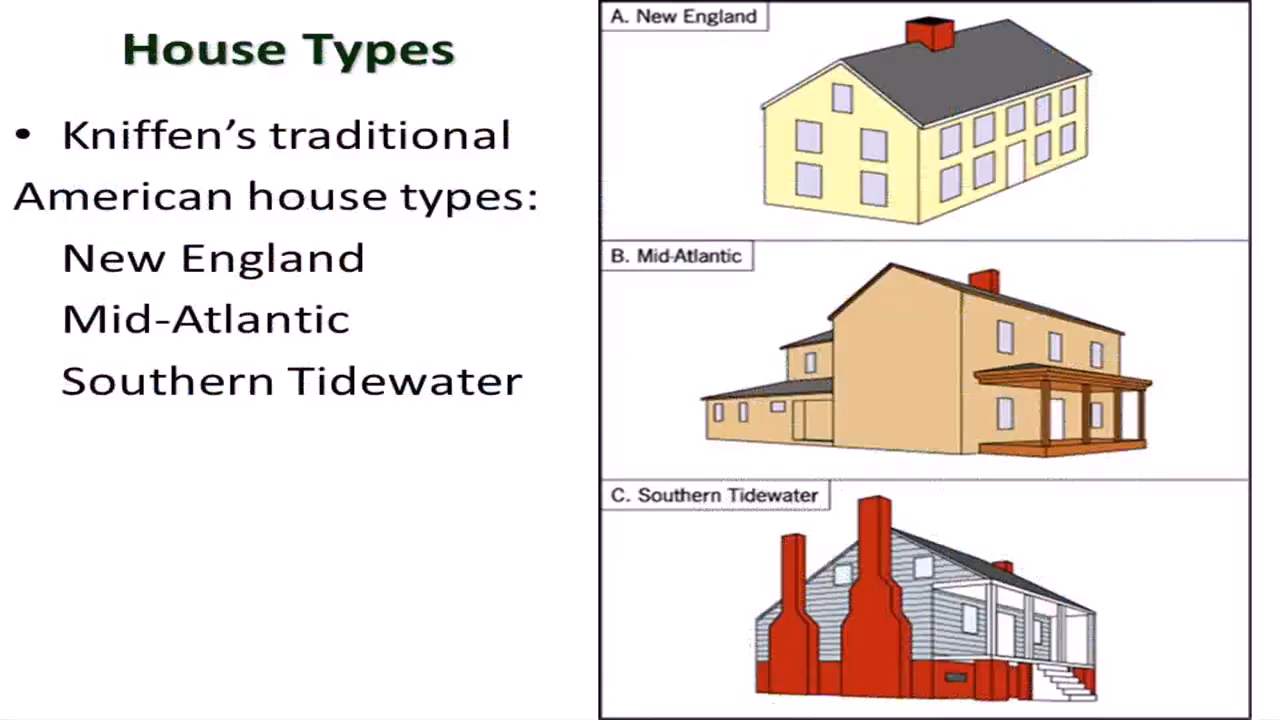 House Types
• Kniffen’s traditional
American house types:
New England
Mid-Atlantic
Southern Tidewater
A. New England
B. Mid-Atlantic
C. Southern Tidewater